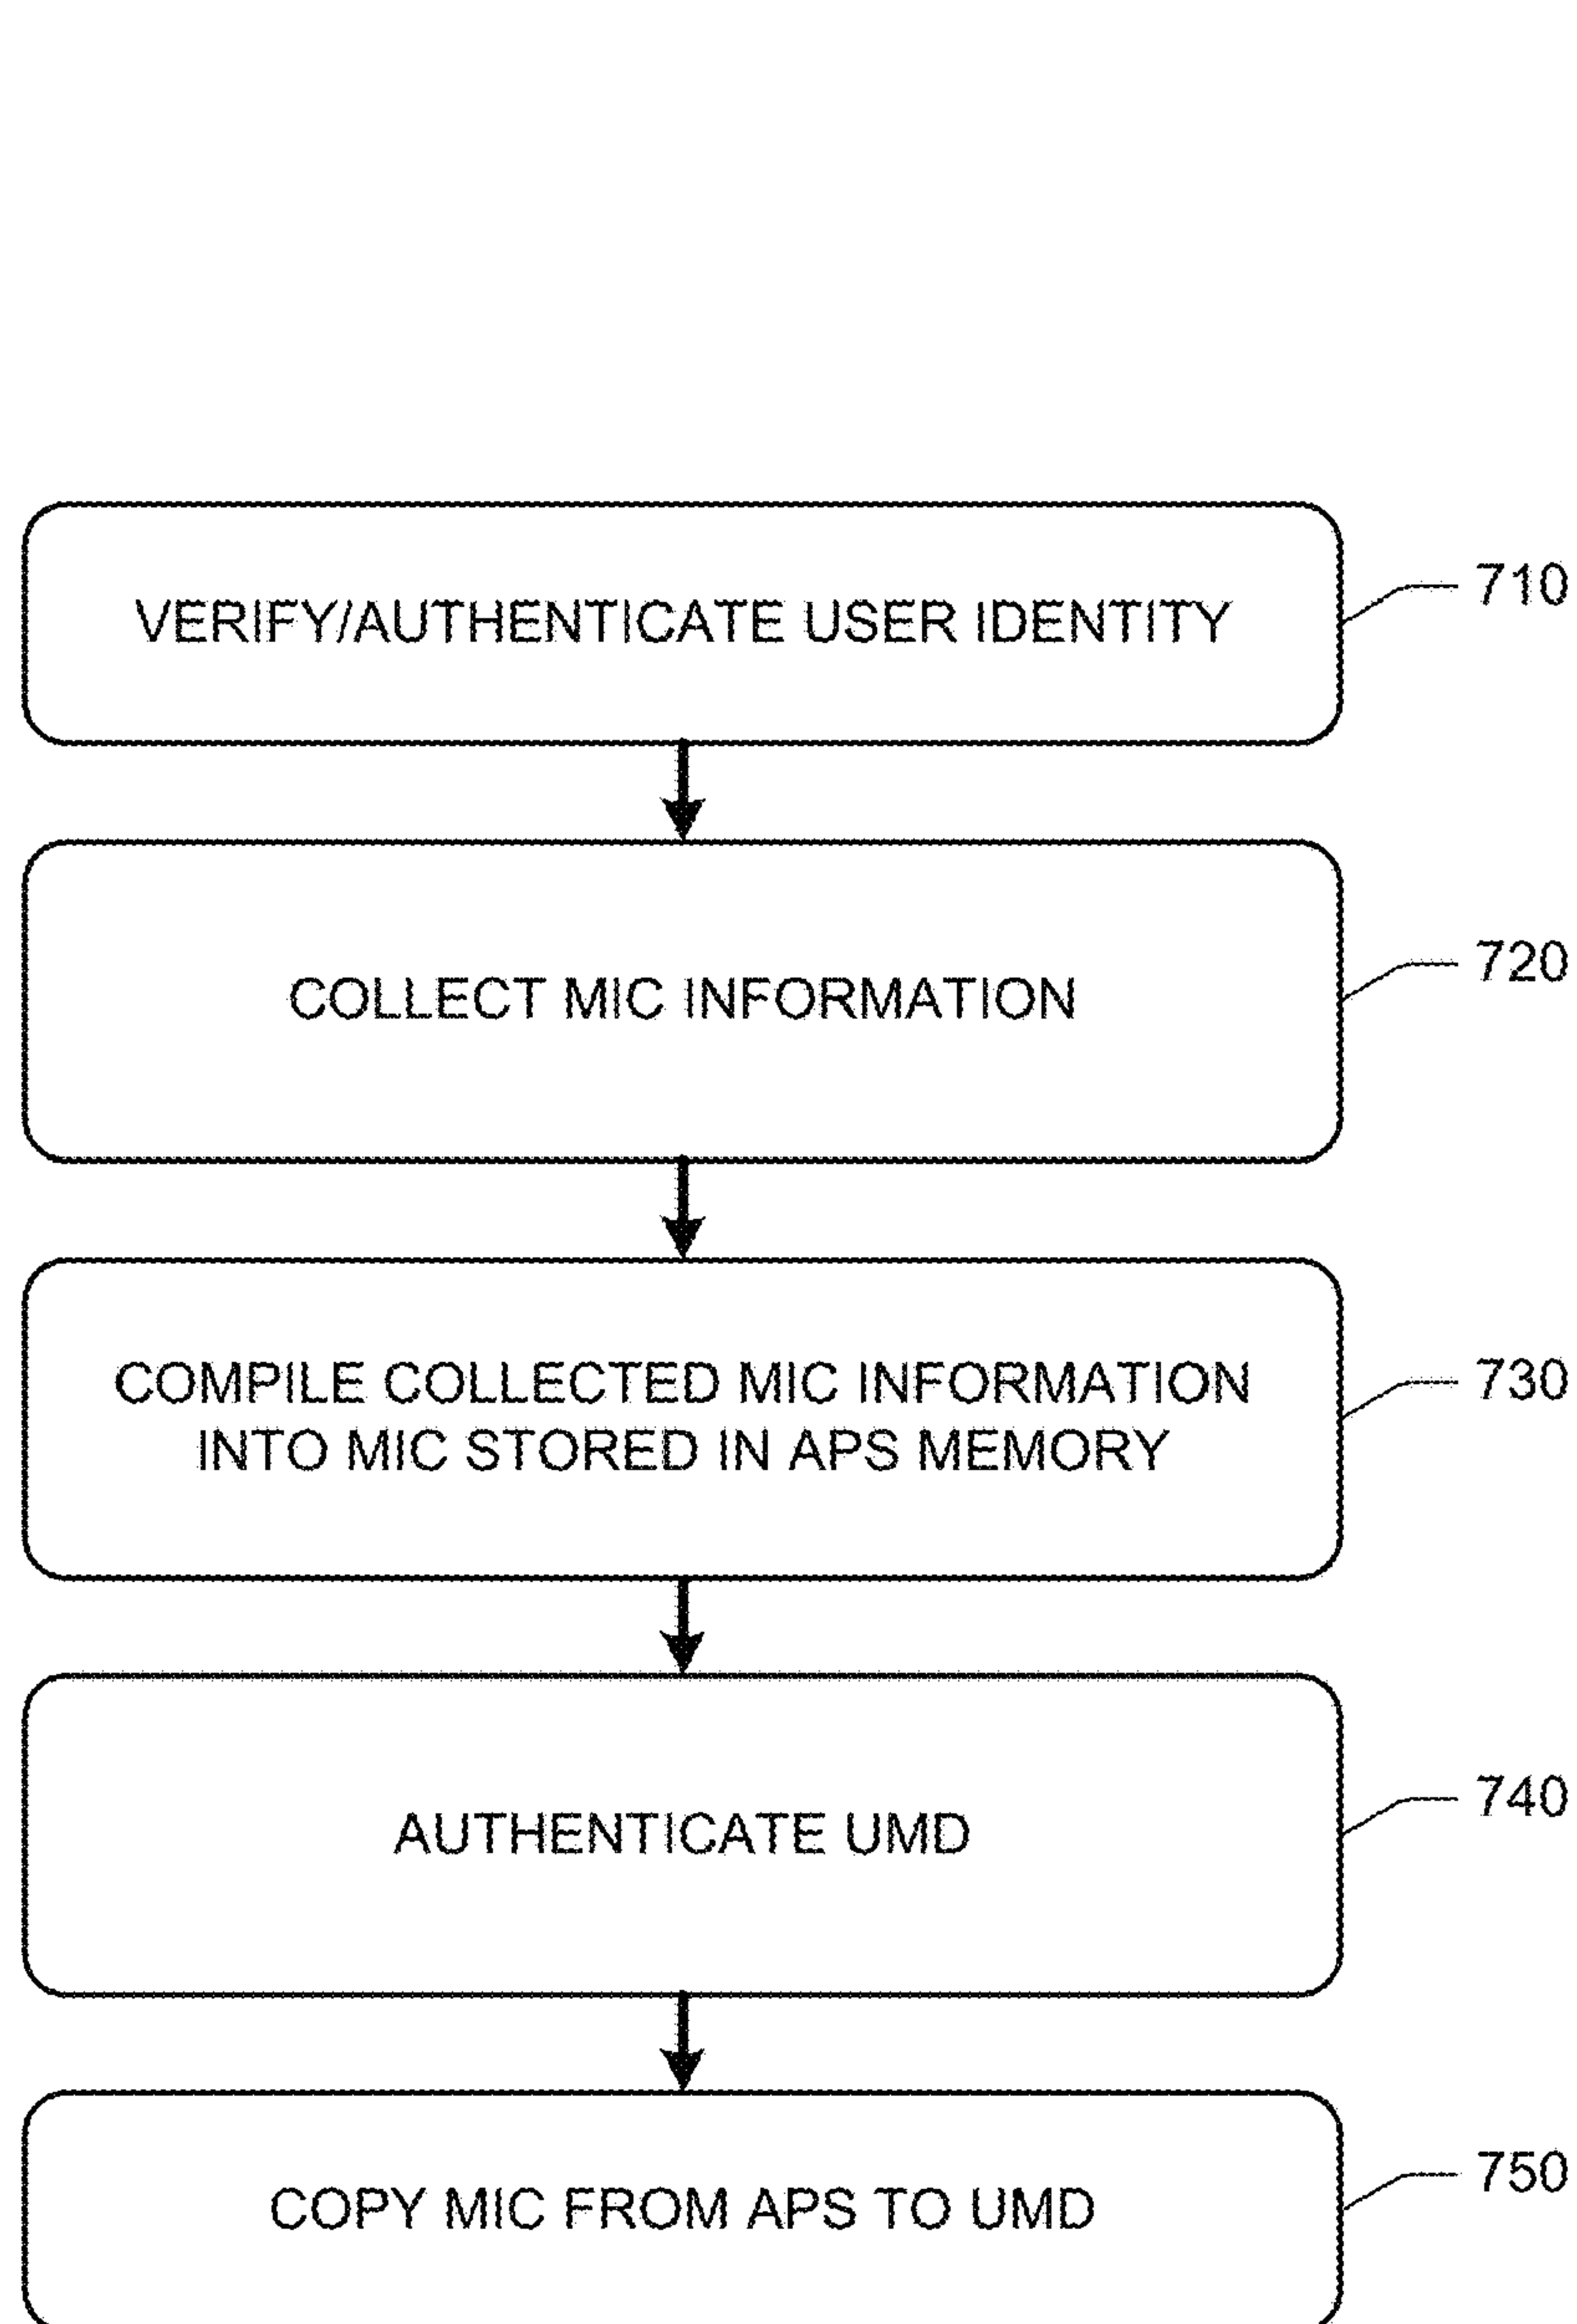 VERIFY/AUTHENTICATE USER IDENTITY
710
COLLECT MIC INFORMATION
720
COMPILE COLLECTED MIC INFORMATION
INTO MIC STORED IN APS MEMORY
730
AUTHENTICATE UMD
740
COPY MIC FROM APS TO UMD
750